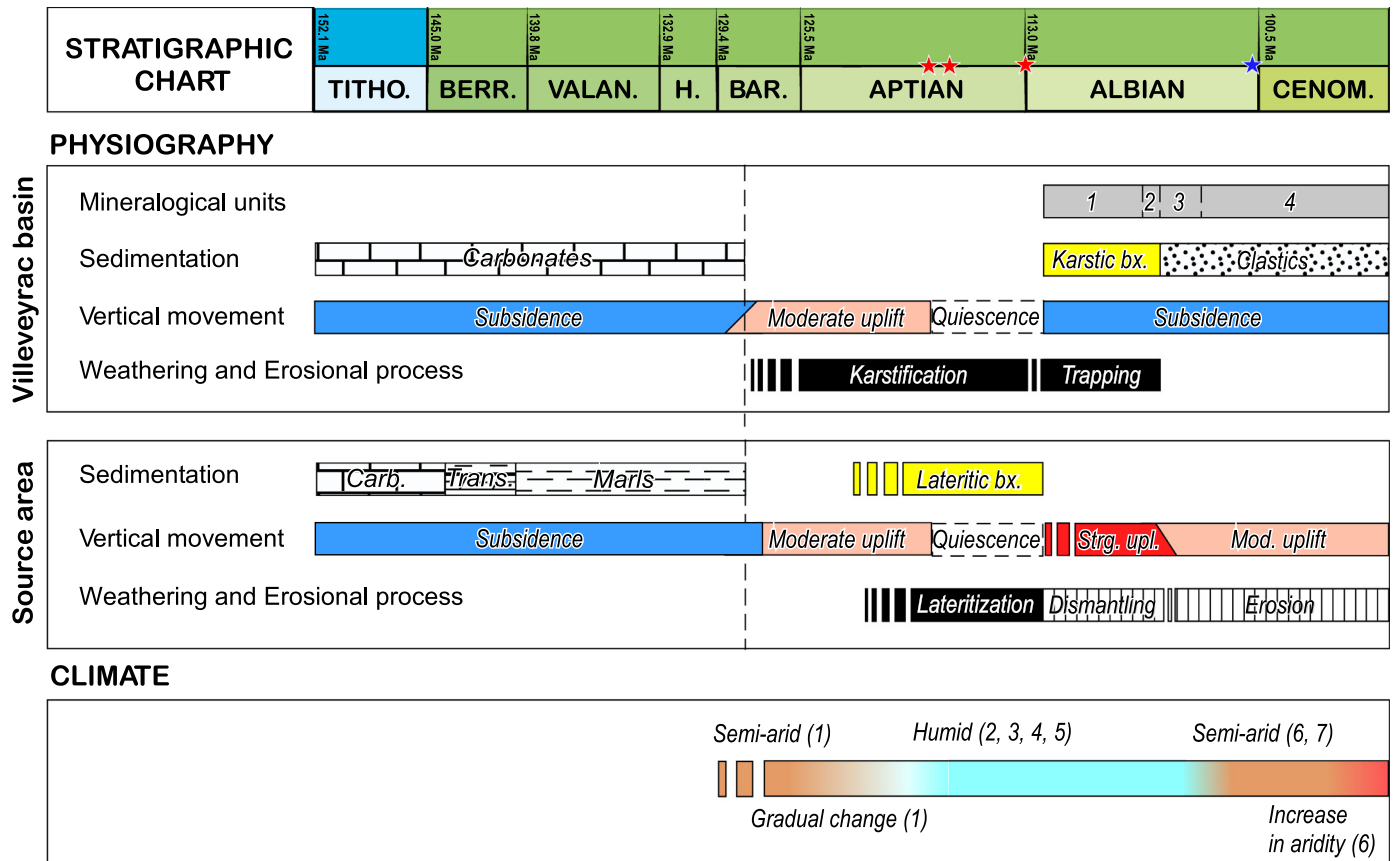 STRATIGRAPHIC
CHART
152.1 Ma
145.0 Ma
139.8 Ma
132.9 Ma
129.4 Ma
125.5 Ma
113.0 Ma
100.5 Ma
TITHO.
BERR.
VALAN.
H.
BAR.
APTIAN
ALBIAN
CENOM.
PHYSIOGRAPHY
Villeveyrac basin
Mineralogical units
1
2
3
4
Sedimentation
Carbonates
Karstic bx.
Clastics
Vertical movement
Subsidence
Moderate uplift
Quiescence
Subsidence
Weathering and Erosional process
Karstification
Trapping
Source area
Sedimentation
Carb.
Trans.
Marls
Lateritic bx.
Vertical movement
Subsidence
Moderate uplift
Quiescence
Strg. upl.
Mod. uplift
Weathering and Erosional process
Lateritization
Dismantling
Erosion
CLIMATE
Semi-arid (1)
Humid (2, 3, 4, 5)
Semi-arid (6, 7)
Gradual change (1)
Increase
in aridity (6)